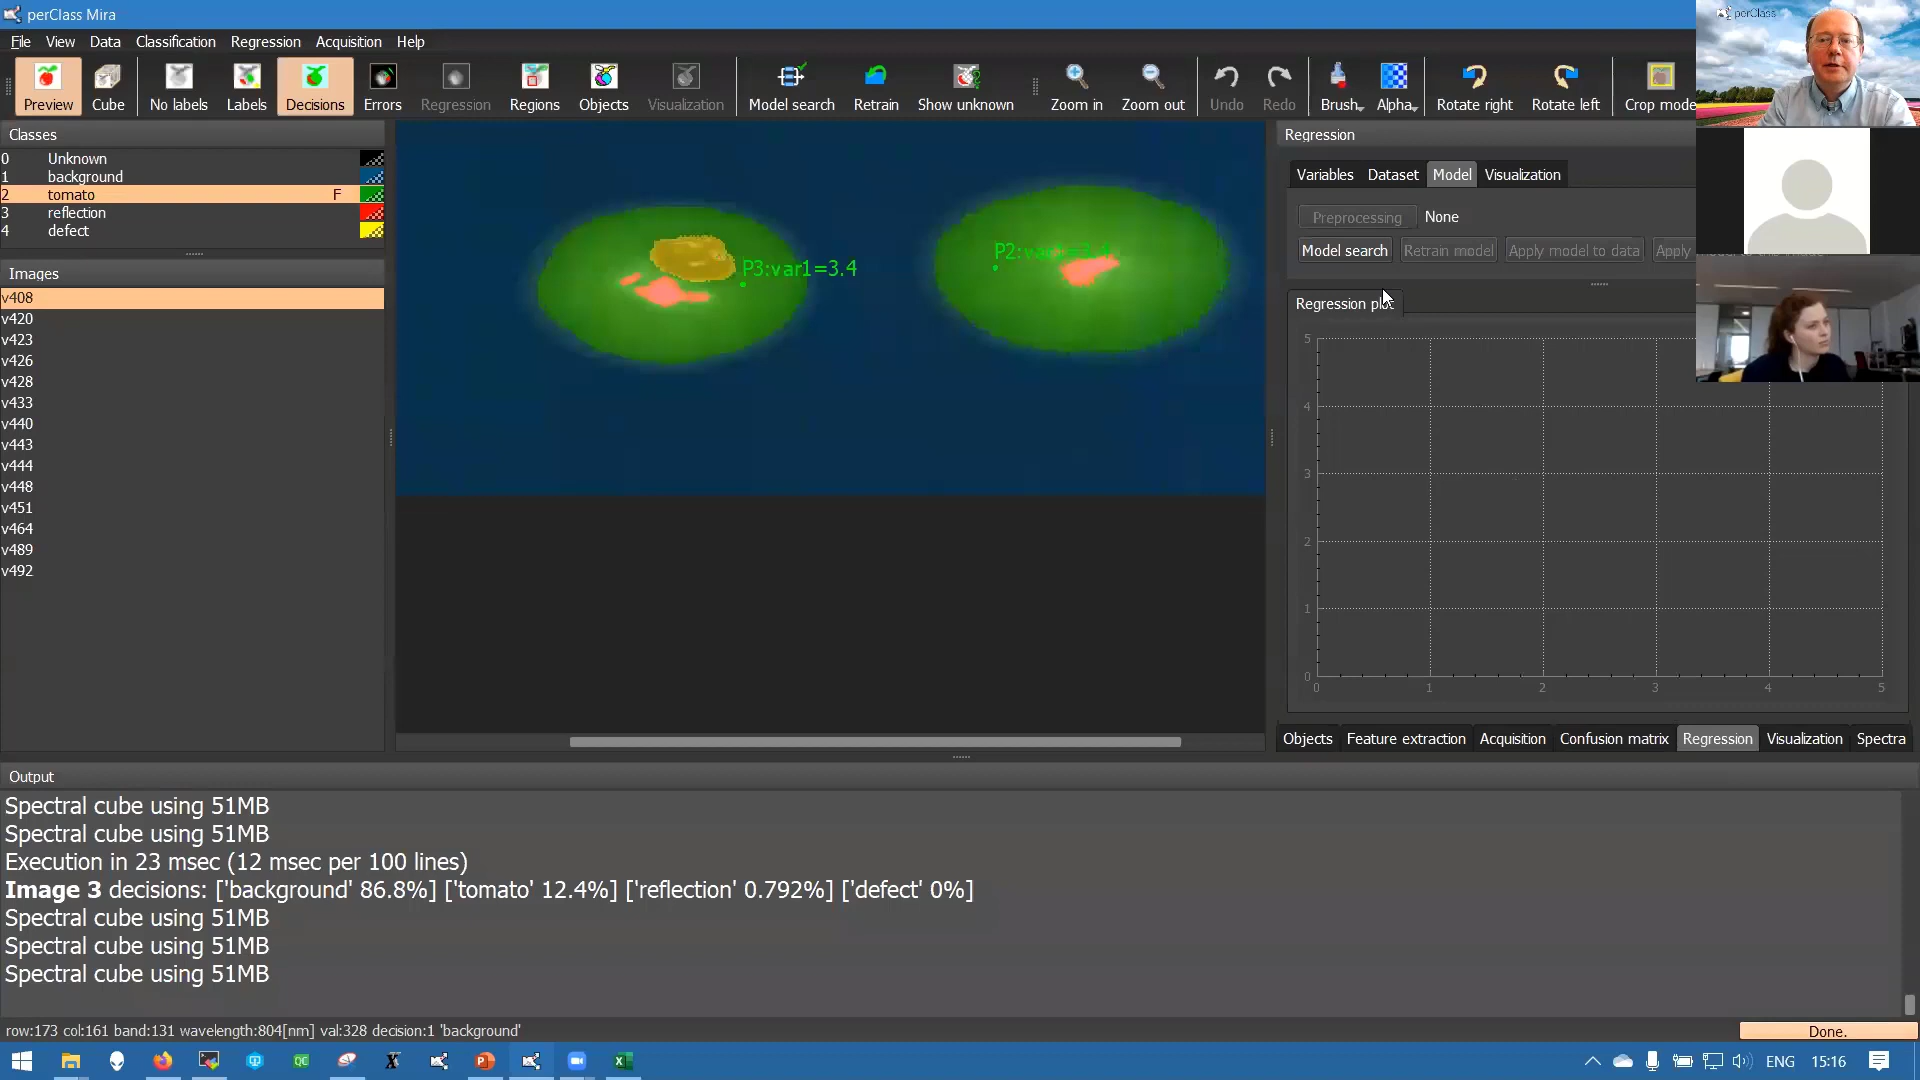 perClass Mira
perClass
File View Data Classification Regression Acquisition Help
Preview Cube No labels Labels Decisions Errors Regression Regions Objects Visualization Model search Retrain Show unknown Zoom in Zoom out Undo Redo Brush Alpha Rotate right Rotate left Crop mode
Classes
0 Unknown
1 background
2 tomato F
3 reflection
4 defect
Images
v408
v420
v423
v426
v428
v433
v440
v443
v444
v448
v451
v464
v489
v492
P3:var1=3.4
P2:var1=3.4
Regression
Variables Dataset Model Visualization
Preprocessing None
Model search Retrain model Apply model to data Apply
Regression plot
5
4
3
2
1
0
0 1 2 3 4 5
Objects Feature extraction Acquisition Confusion matrix Regression Visualization Spectra
Output
Spectral cube using 51MB
Spectral cube using 51MB
Execution in 23 msec (12 msec per 100 lines)
Image 3 decisions: ['background' 86.8%] ['tomato' 12.4%] ['reflection' 0.792%] ['defect' 0%]
Spectral cube using 51MB
Spectral cube using 51MB
Spectral cube using 51MB
row:173 col:161 band:131 wavelength:804[nm] val:328 decision:1 'background'
Done.
QC
ENG 15:16